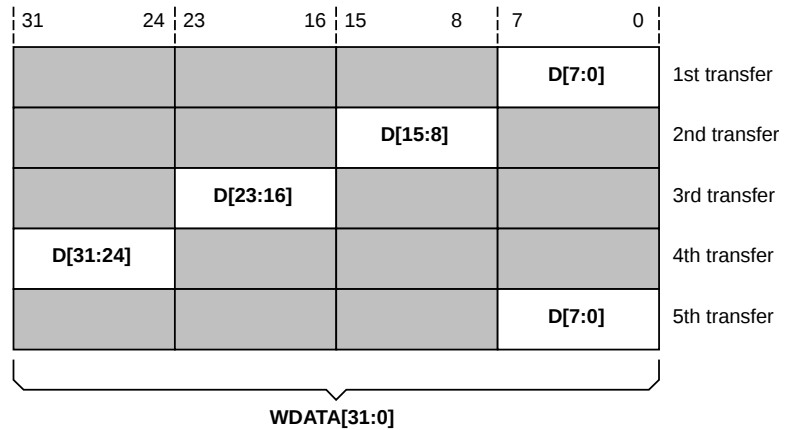 31 24 23 16 15 8 7 0
D[7:0] 1st transfer
D[15:8] 2nd transfer
D[23:16] 3rd transfer
D[31:24] 4th transfer
D[7:0] 5th transfer
WDATA[31:0]